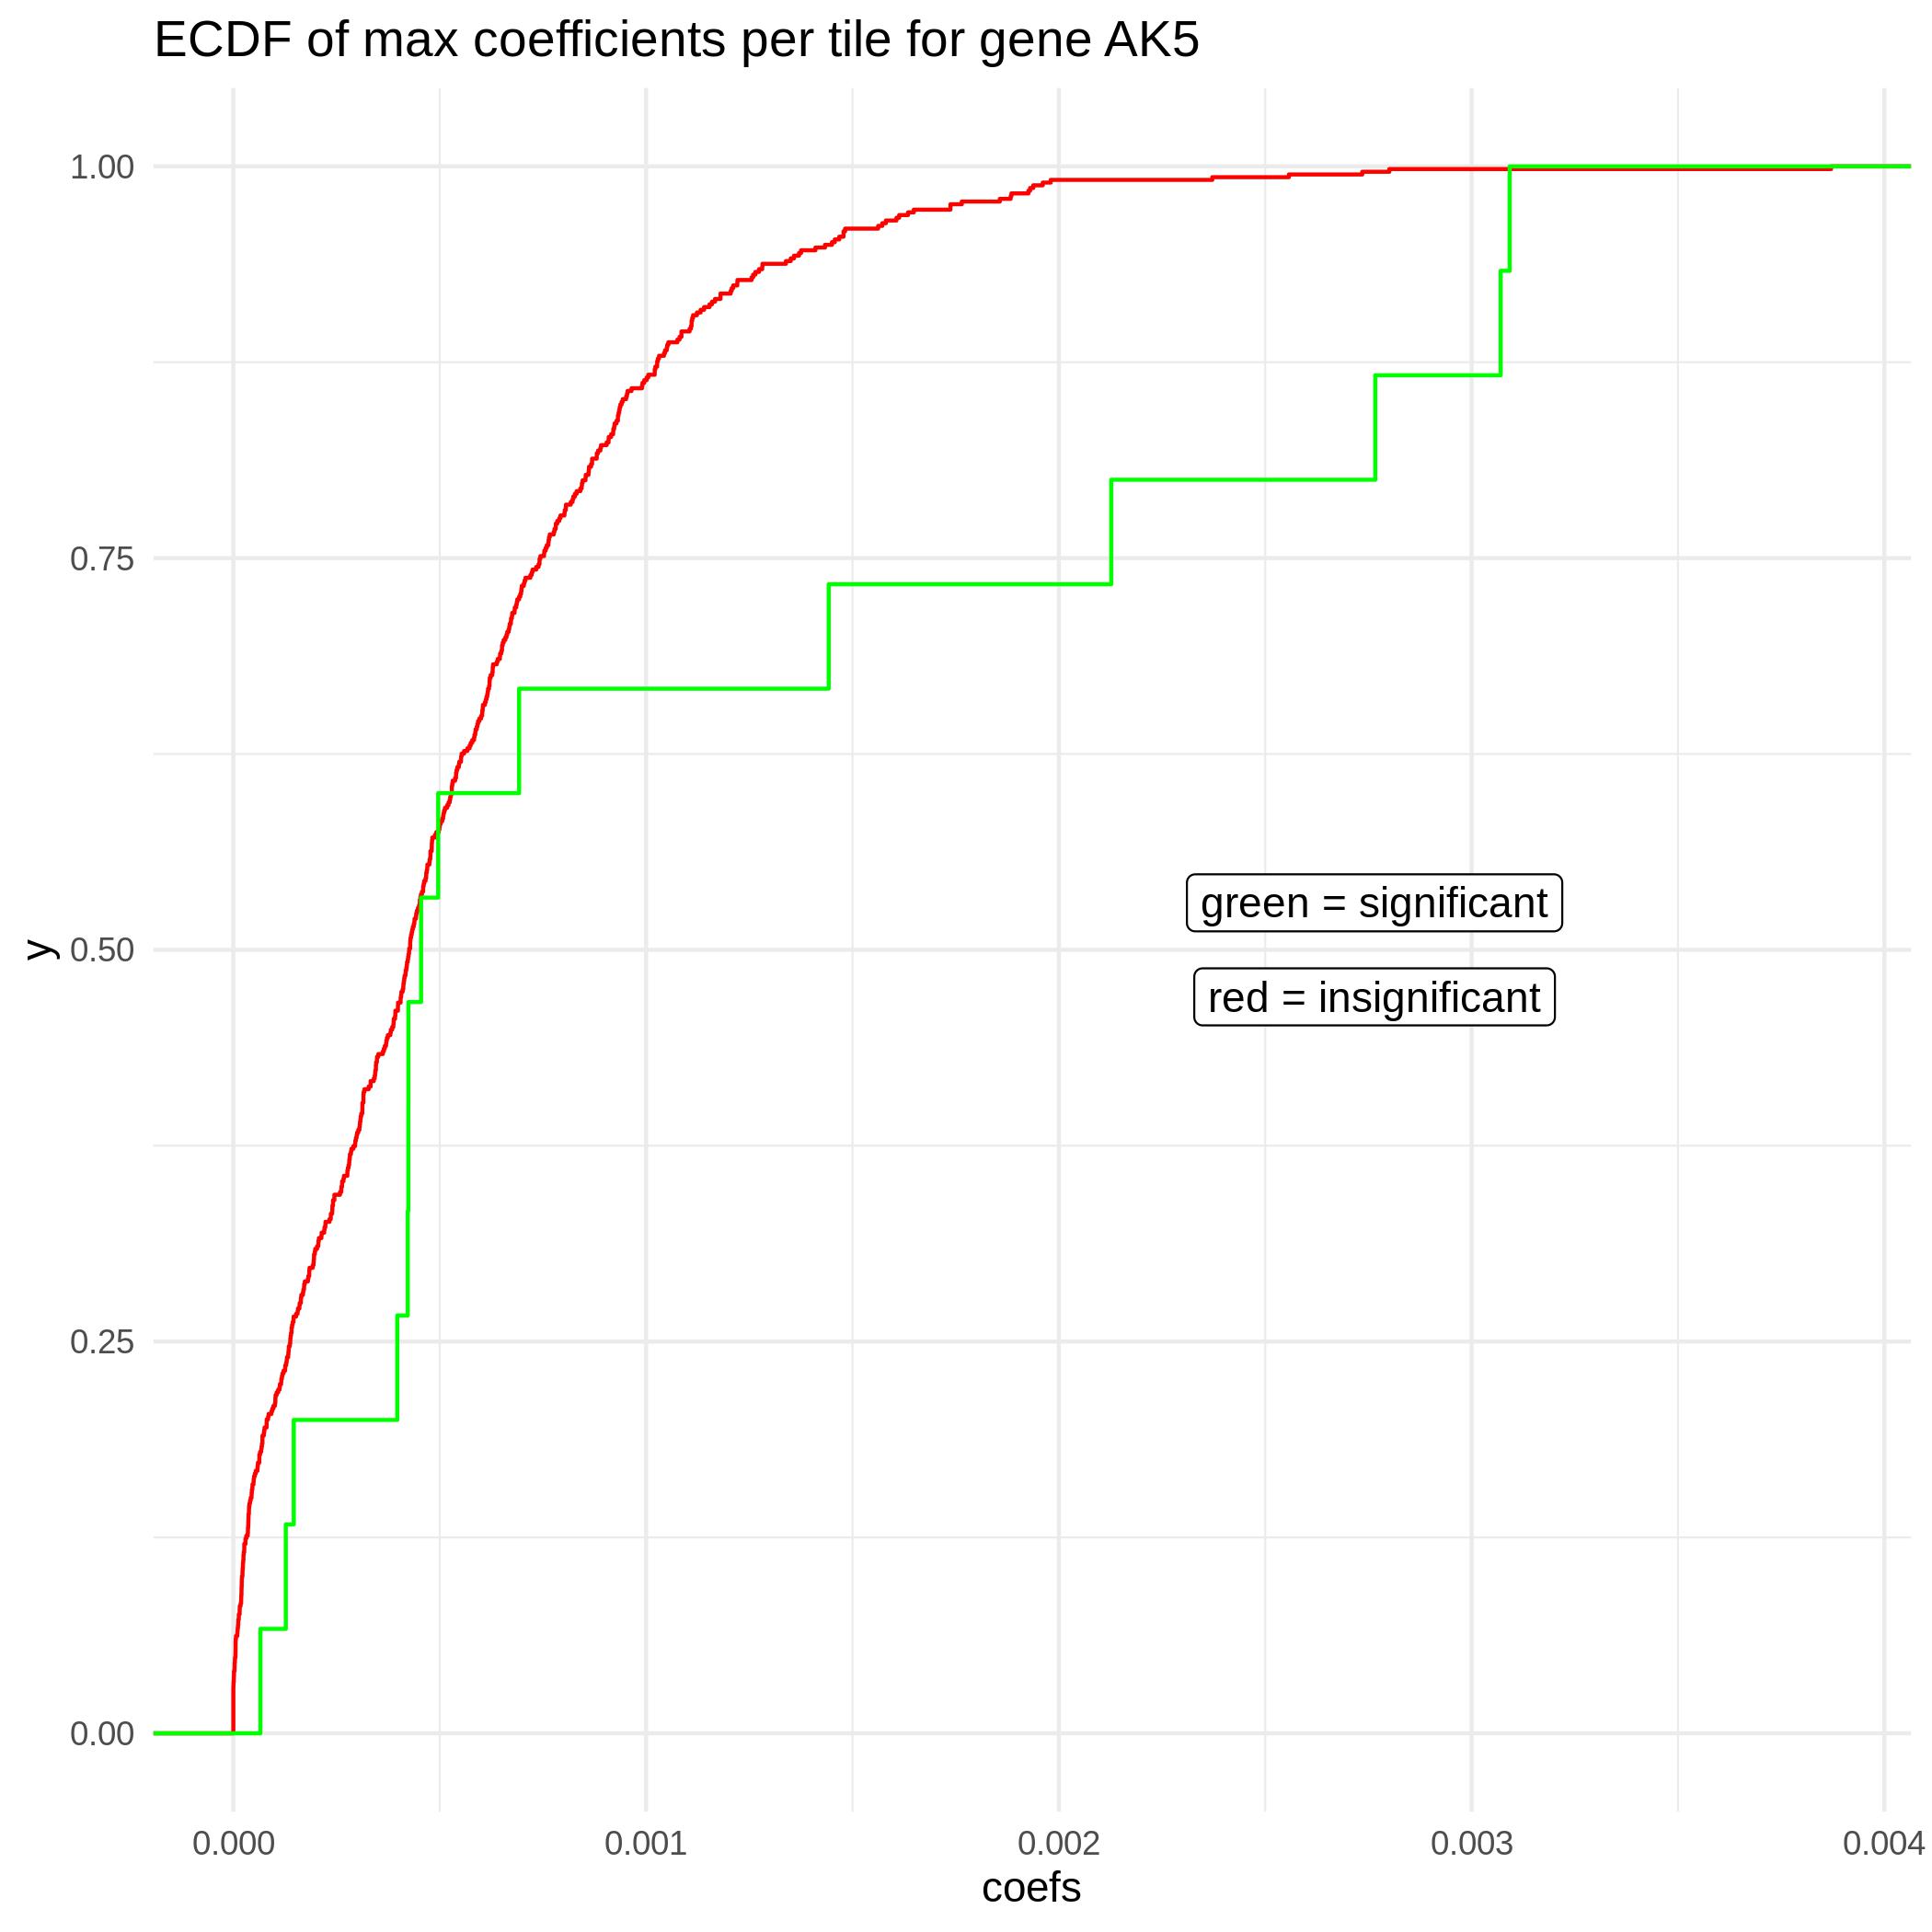 ECDF of max coefficients per tile for gene AK5
1.00
0.75
0.50
0.25
0.00
y
green = significant
red = insignificant
0.000
0.001
0.002
0.003
0.004
coefs